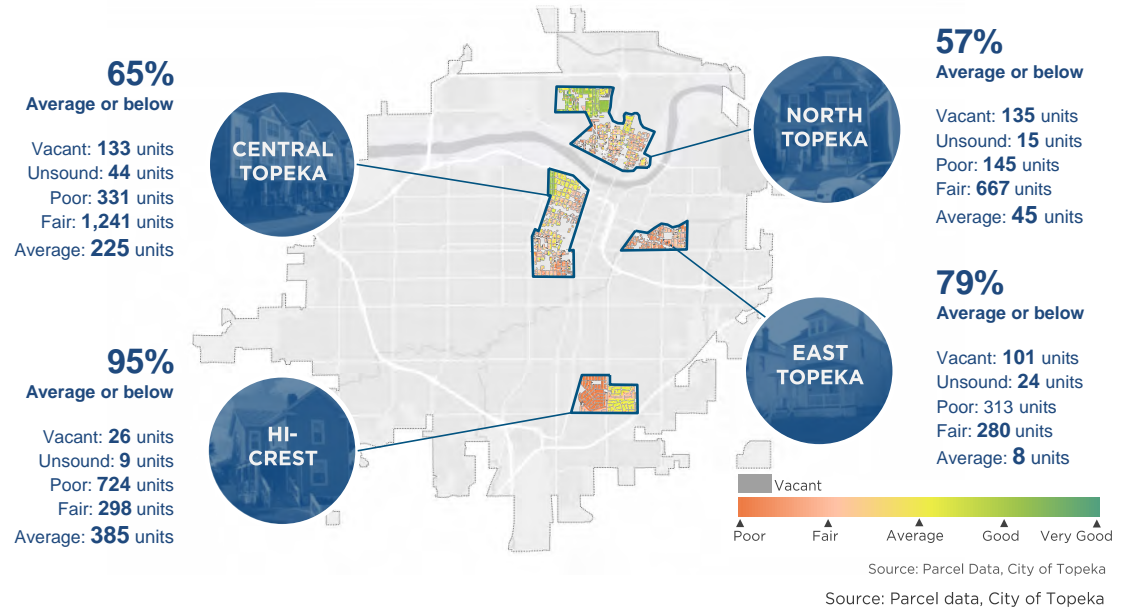 65%
Average or below
Vacant: 133 units
Unsound: 44 units
Poor: 331 units
Fair: 1,241 units
Average: 225 units
CENTRAL
TOPEKA
57%
Average or below
Vacant: 135 units
Unsound: 15 units
Poor: 145 units
Fair: 667 units
Average: 45 units
NORTH
TOPEKA
95%
Average or below
Vacant: 26 units
Unsound: 9 units
Poor: 724 units
Fair: 298 units
Average: 385 units
HI-
CREST
79%
Average or below
Vacant: 101 units
Unsound: 24 units
Poor: 313 units
Fair: 280 units
Average: 8 units
EAST
TOPEKA
Vacant
Poor Fair Average Good Very Good
Source: Parcel Data, City of Topeka
Source: Parcel data, City of Topeka